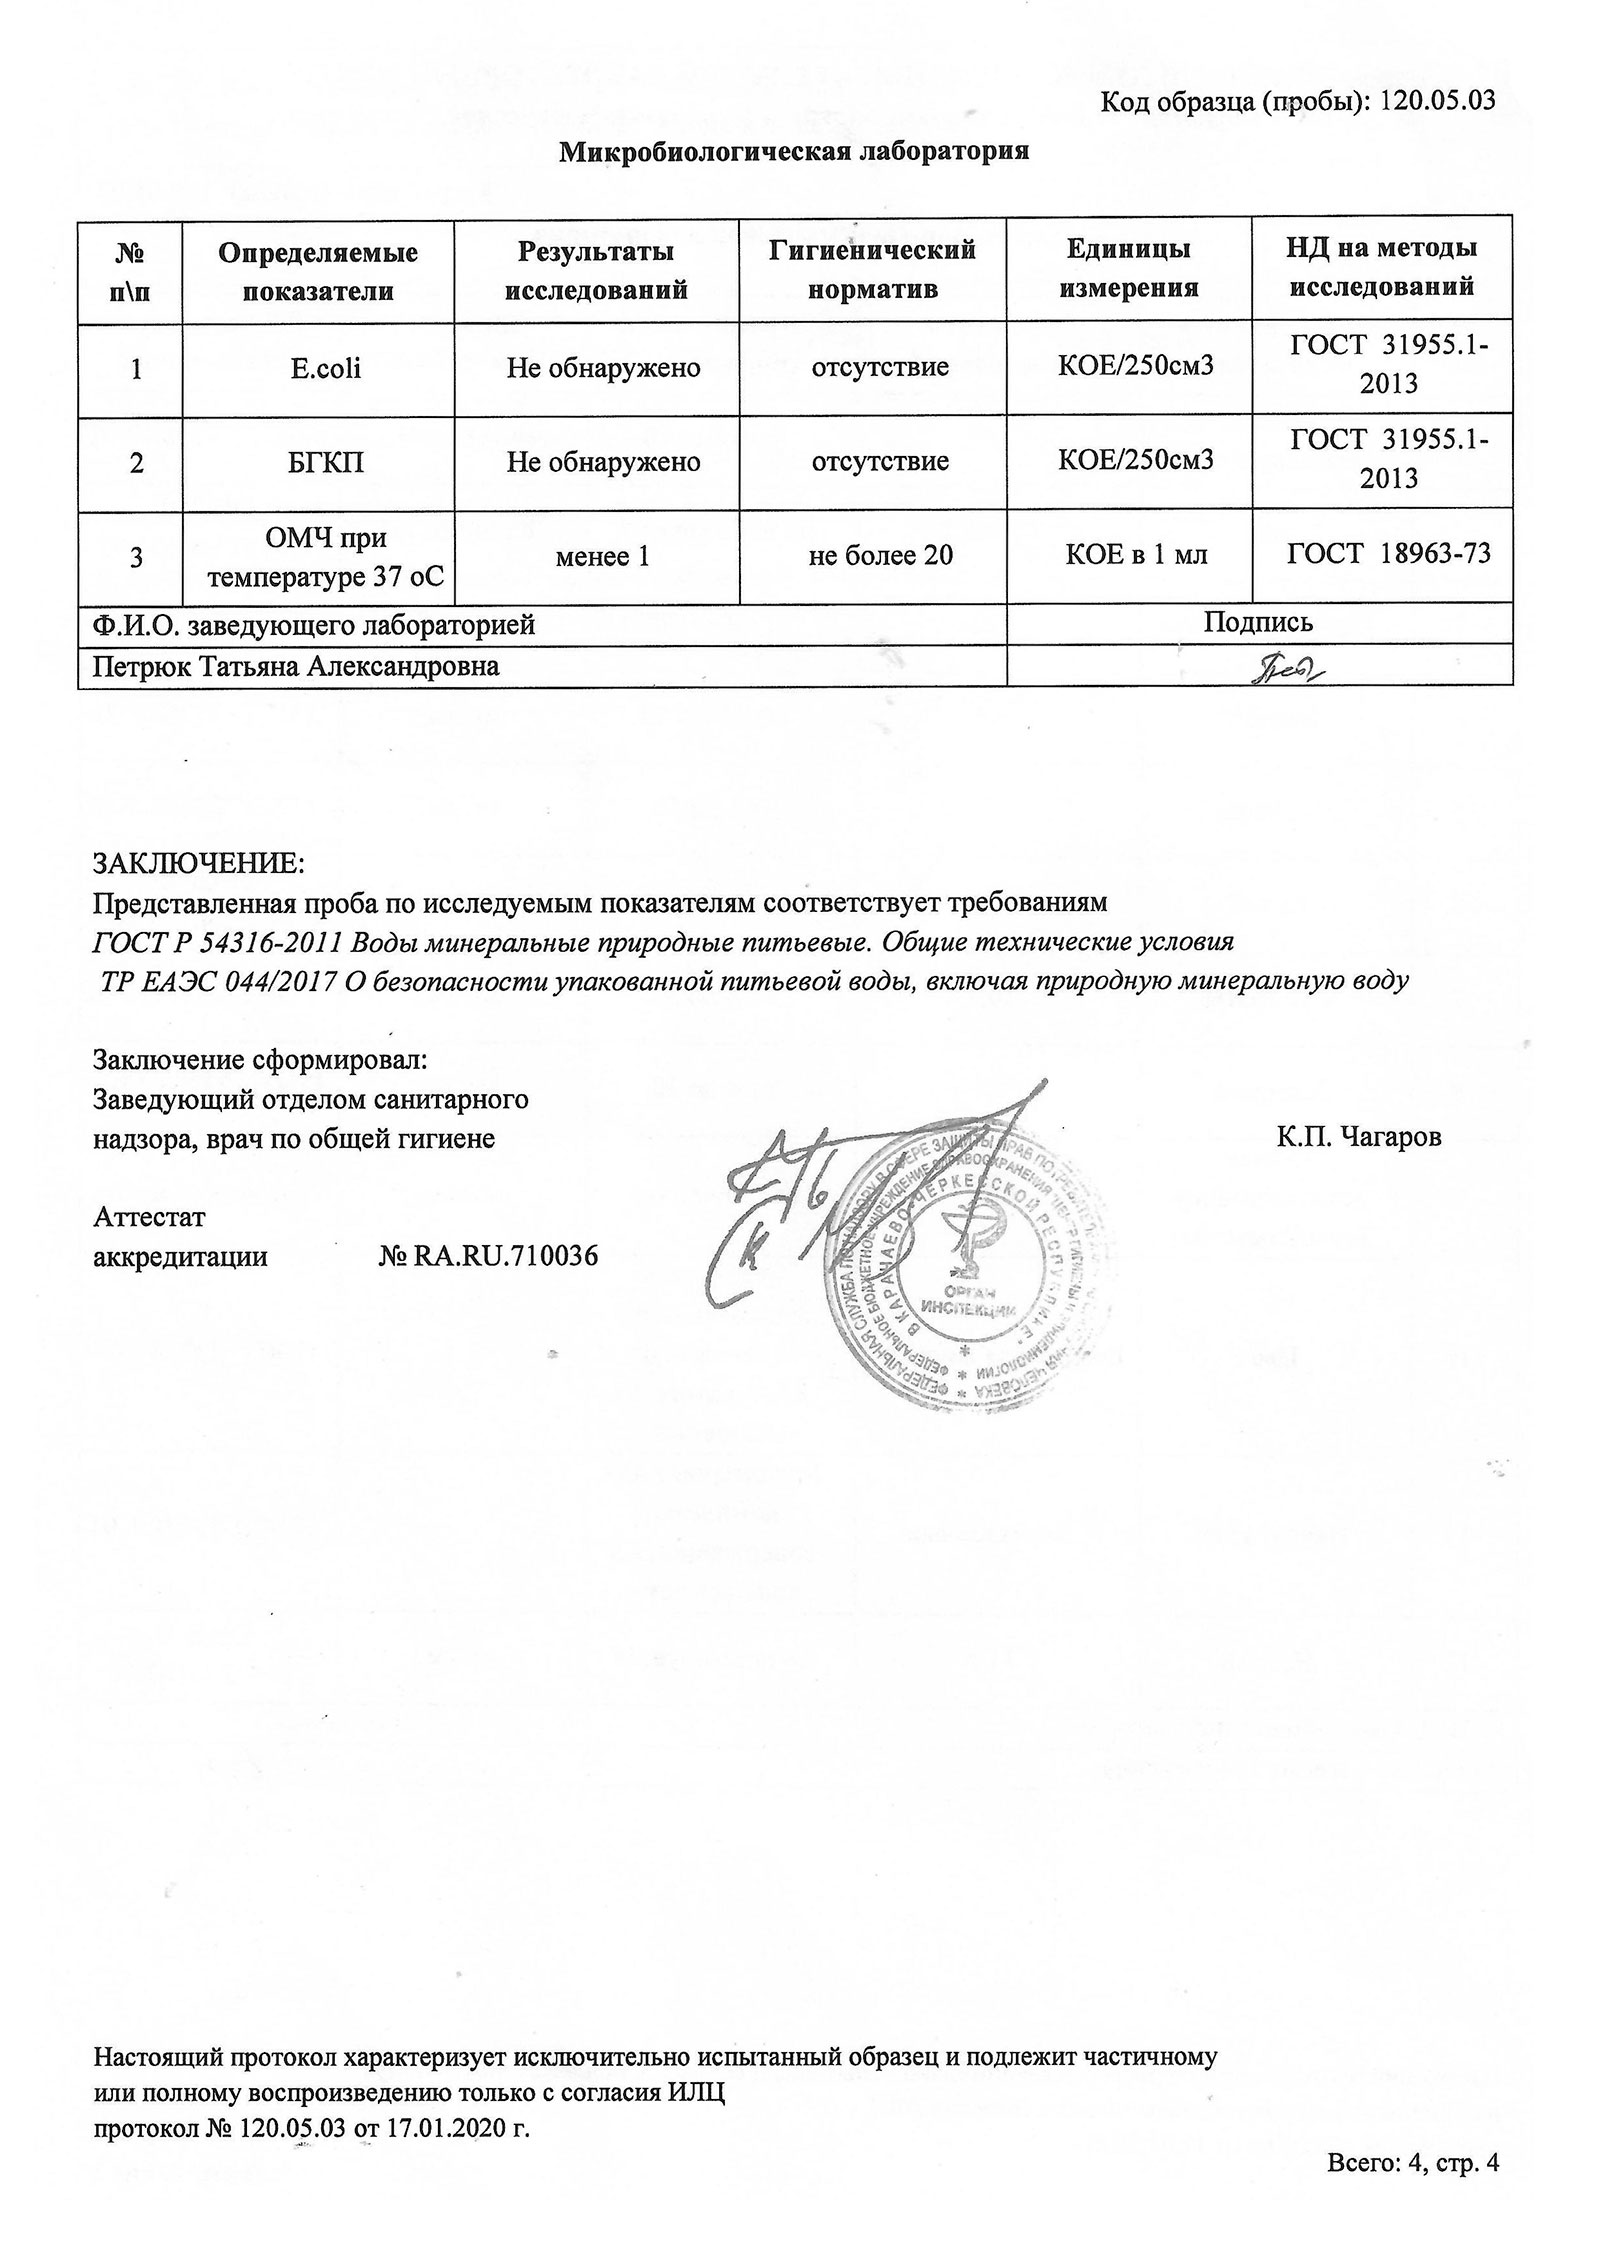 Код образца (пробы): 120.05.03
Микробиологическая лаборатория
№ п\п Определяемые показатели Результаты исследований Гигиенический норматив Единицы измерения НД на методы исследований
1 E.coli Не обнаружено отсутствие КОЕ/250см3 ГОСТ 31955.1-2013
2 БГКП Не обнаружено отсутствие КОЕ/250см3 ГОСТ 31955.1-2013
3 ОМЧ при температуре 37 оС менее 1 не более 20 КОЕ в 1 мл ГОСТ 18963-73
Ф.И.О. заведующего лабораторией Подпись
Петрюк Татьяна Александровна
ЗАКЛЮЧЕНИЕ:
Представленная проба по исследуемым показателям соответствует требованиям
ГОСТ Р 54316-2011 Воды минеральные природные питьевые. Общие технические условия
ТР ЕАЭС 044/2017 О безопасности упакованной питьевой воды, включая природную минеральную воду
Заключение сформировал:
Заведующий отделом санитарного
надзора, врач по общей гигиене К.П. Чагаров
Аттестат
аккредитации № RA.RU.710036
ФЕДЕРАЛЬНАЯ СЛУЖБА ПО НАДЗОРУ В СФЕРЕ ЗАЩИТЫ ПРАВ ЧЕЛОВЕКА
ФЕДЕРАЛЬНОЕ БЮДЖЕТНОЕ УЧРЕЖДЕНИЕ ЗДРАВООХРАНЕНИЯ "ЦЕНТР ГИГИЕНЫ И ЭПИДЕМИОЛОГИИ
В КАРАЧАЕВО-ЧЕРКЕССКОЙ РЕСПУБЛИКЕ"
ОРГАН
ИНСПЕКЦИИ
Настоящий протокол характеризует исключительно испытанный образец и подлежит частичному
или полному воспроизведению только с согласия ИЛЦ
протокол № 120.05.03 от 17.01.2020 г.
Всего: 4, стр. 4